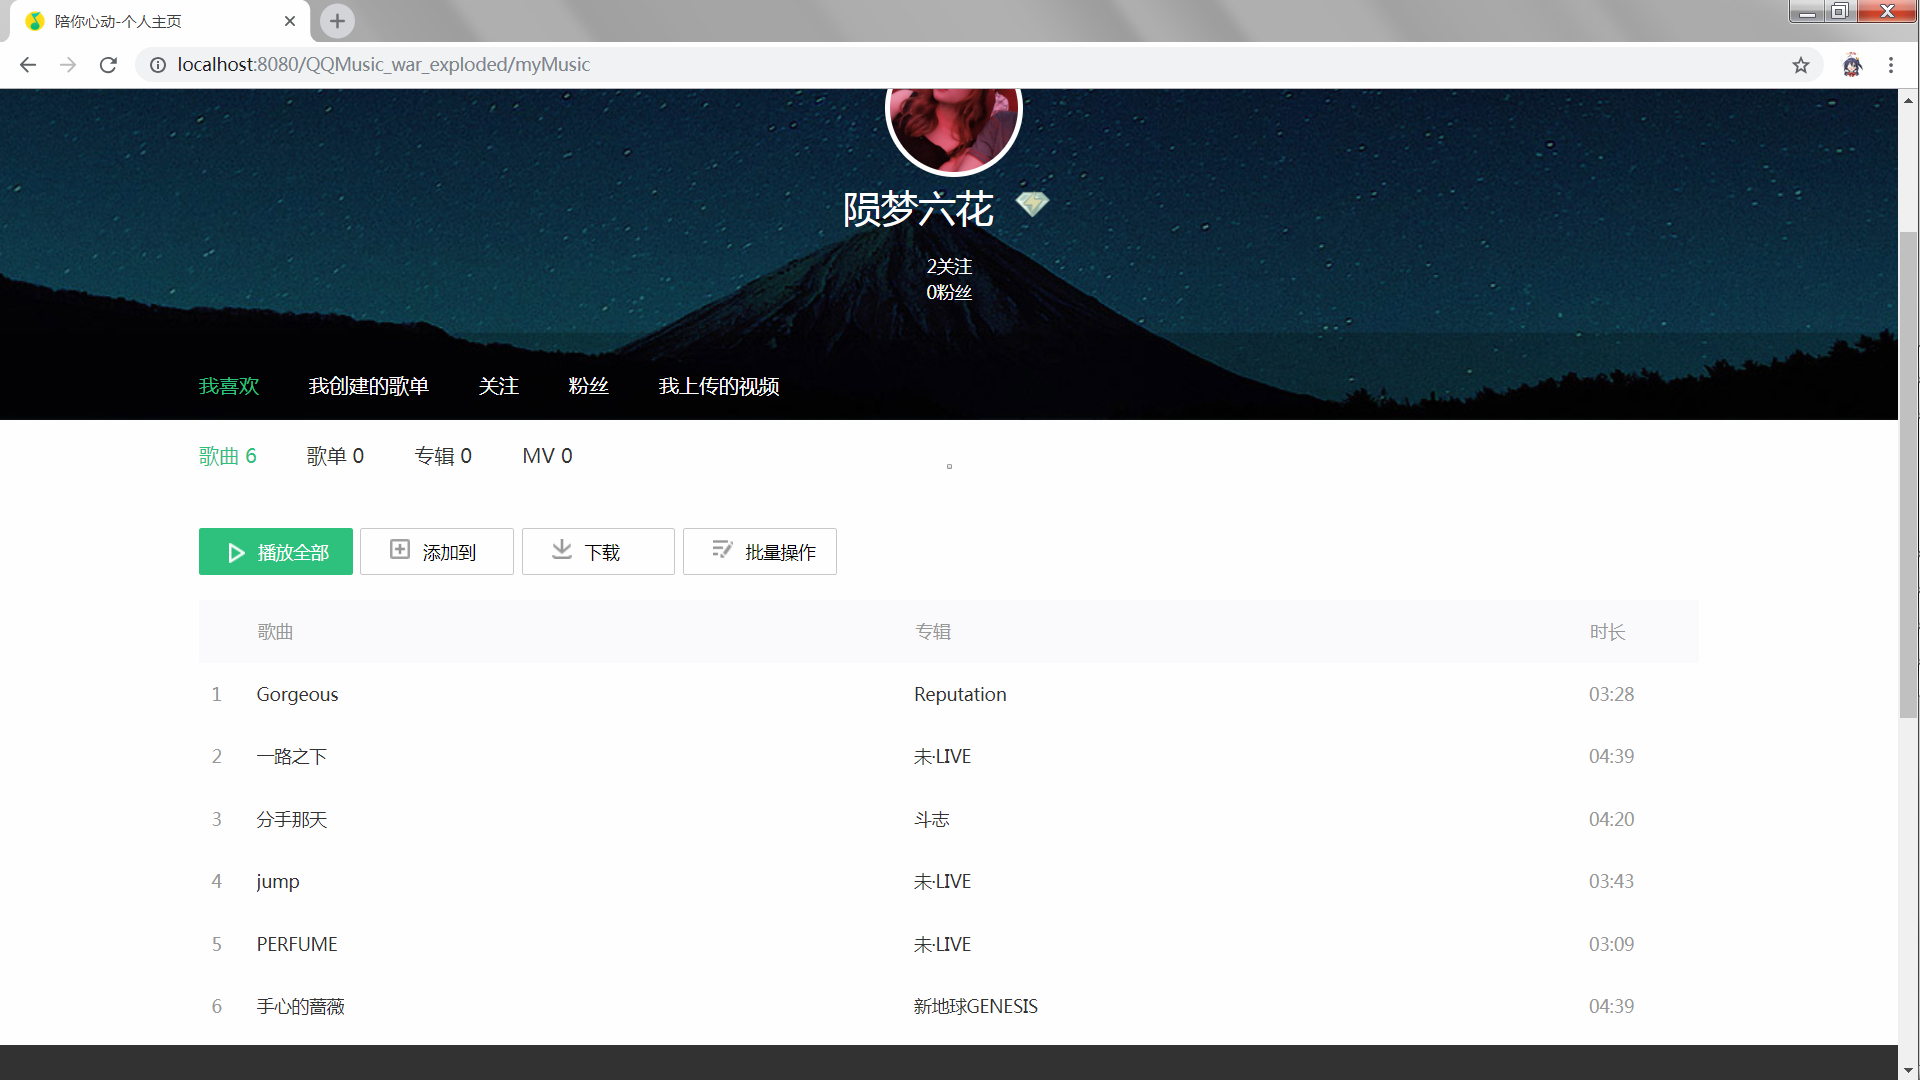 陪你心动-个人主页
localhost:8080/QQMusic_war_exploded/myMusic
陨梦六花
2关注
0粉丝
我喜欢 我创建的歌单 关注 粉丝 我上传的视频
歌曲 6 歌单 0 专辑 0 MV 0
播放全部 添加到 下载 批量操作
歌曲 专辑 时长
1 Gorgeous Reputation 03:28
2 一路之下 未·LIVE 04:39
3 分手那天 斗志 04:20
4 jump 未·LIVE 03:43
5 PERFUME 未·LIVE 03:09
6 手心的蔷薇 新地球GENESIS 04:39